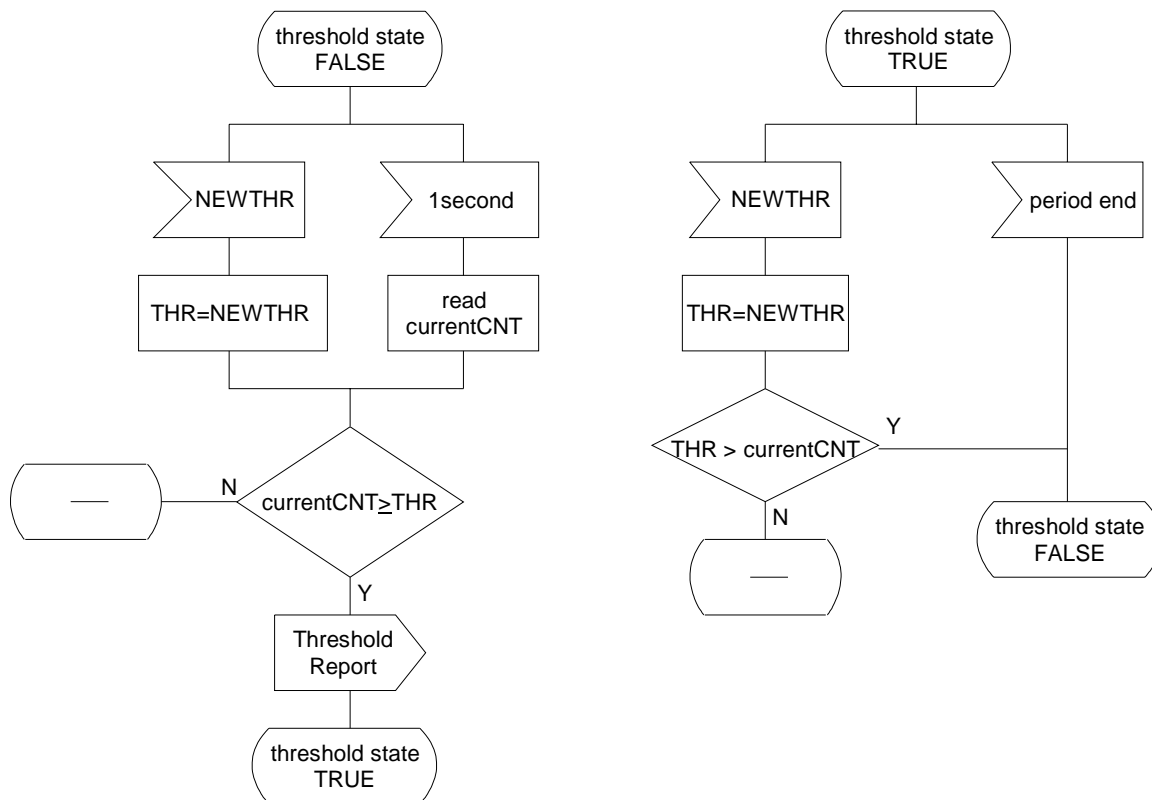 threshold state
FALSE
NEWTHR
1second
THR=NEWTHR
read
currentCNT
currentCNT≥THR
N
Y
Threshold
Report
threshold state
TRUE
threshold state
TRUE
NEWTHR
period end
THR=NEWTHR
THR > currentCNT
Y
N
threshold state
FALSE